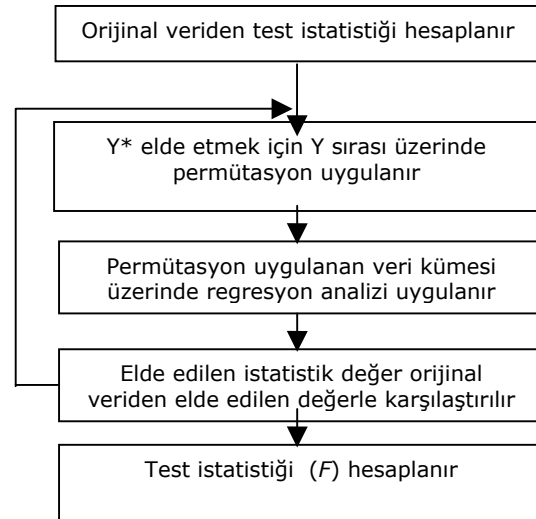 Orijinal veriden test istatistiği hesaplanır
Y* elde etmek için Y sırası üzerinde
permütasyon uygulanır
Permütasyon uygulanan veri kümesi
üzerinde regresyon analizi uygulanır
Elde edilen istatistik değer orijinal
veriden elde edilen değerle karşılaştırılır
Test istatistiği (F) hesaplanır